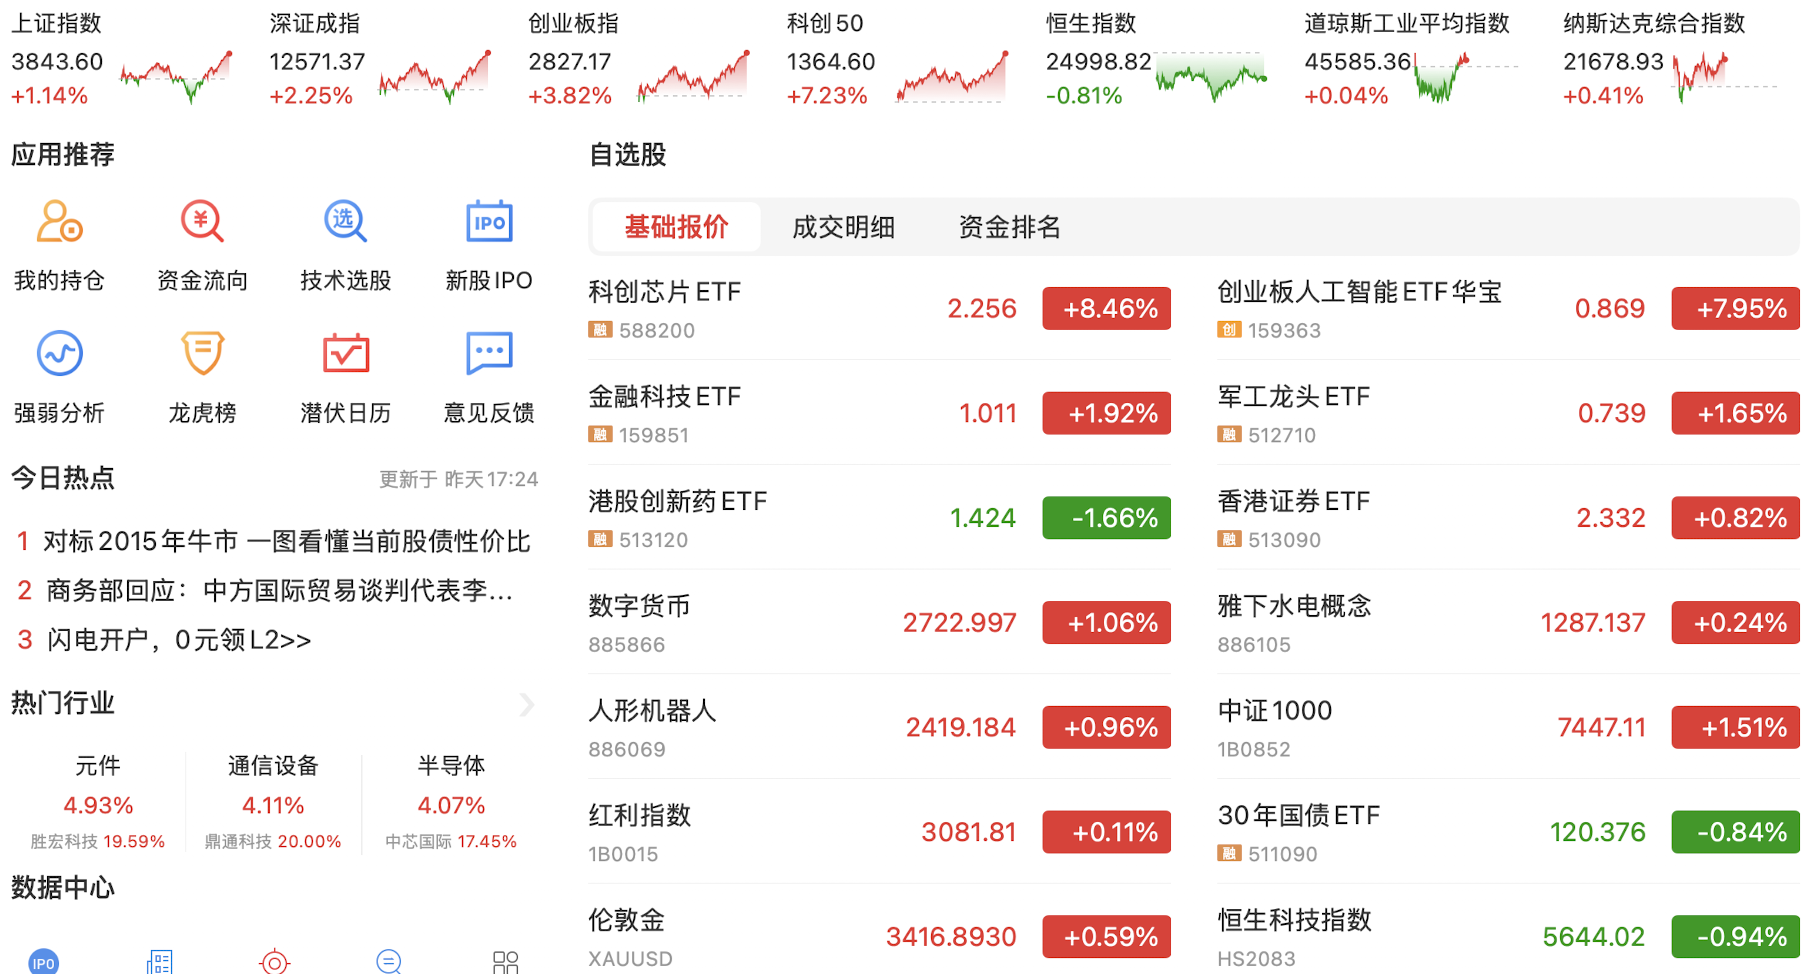 上证指数
3843.60
+1.14%
深证成指
12571.37
+2.25%
创业板指
2827.17
+3.82%
科创50
1364.60
+7.23%
恒生指数
24998.82
-0.81%
道琼斯工业平均指数
45585.36
+0.04%
纳斯达克综合指数
21678.93
+0.41%
应用推荐
¥
选
IPO
我的持仓
资金流向
技术选股
新股IPO
强弱分析
龙虎榜
潜伏日历
意见反馈
今日热点
更新于 昨天17:24
1 对标2015年牛市 一图看懂当前股债性价比
2 商务部回应：中方国际贸易谈判代表李...
3 闪电开户，0元领L2>>
热门行业
元件
4.93%
胜宏科技 19.59%
通信设备
4.11%
鼎通科技 20.00%
半导体
4.07%
中芯国际 17.45%
数据中心
IPO
自选股
基础报价
成交明细
资金排名
科创芯片ETF
融 588200
2.256
+8.46%
创业板人工智能ETF华宝
创 159363
0.869
+7.95%
金融科技ETF
融 159851
1.011
+1.92%
军工龙头ETF
融 512710
0.739
+1.65%
港股创新药ETF
融 513120
1.424
-1.66%
香港证券ETF
融 513090
2.332
+0.82%
数字货币
885866
2722.997
+1.06%
雅下水电概念
886105
1287.137
+0.24%
人形机器人
886069
2419.184
+0.96%
中证1000
1B0852
7447.11
+1.51%
红利指数
1B0015
3081.81
+0.11%
30年国债ETF
融 511090
120.376
-0.84%
伦敦金
XAUUSD
3416.8930
+0.59%
恒生科技指数
HS2083
5644.02
-0.94%